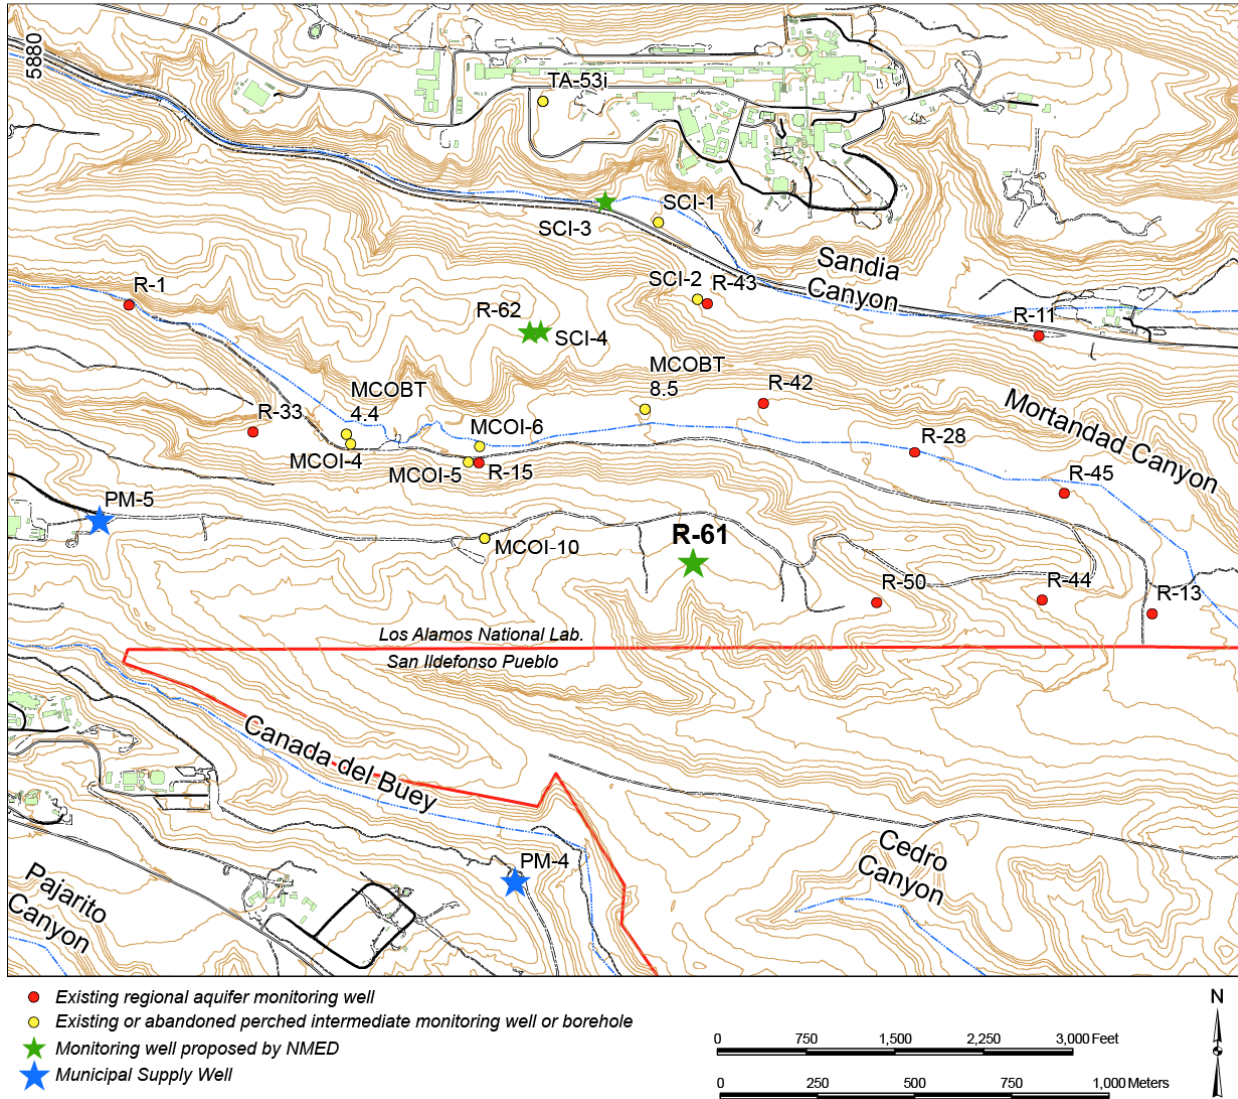 5880
TA-53i
SCI-1
SCI-3
Sandia
Canyon
SCI-2
R-43
R-1
R-62
SCI-4
R-11
MCOBT
8.5
R-42
MCOBT
4.4
R-33
MCOI-6
Mortandad Canyon
MCOI-4
R-28
MCOI-5
R-15
R-45
PM-5
MCOI-10
R-61
R-50
R-44
R-13
Los Alamos National Lab.
San Ildefonso Pueblo
Canada del Buey
PM-4
Cedro
Canyon
Pajarito
Canyon
Existing regional aquifer monitoring well
Existing or abandoned perched intermediate monitoring well or borehole
Monitoring well proposed by NMED
Municipal Supply Well
0 750 1,500 2,250 3,000 Feet
0 250 500 750 1,000 Meters
N